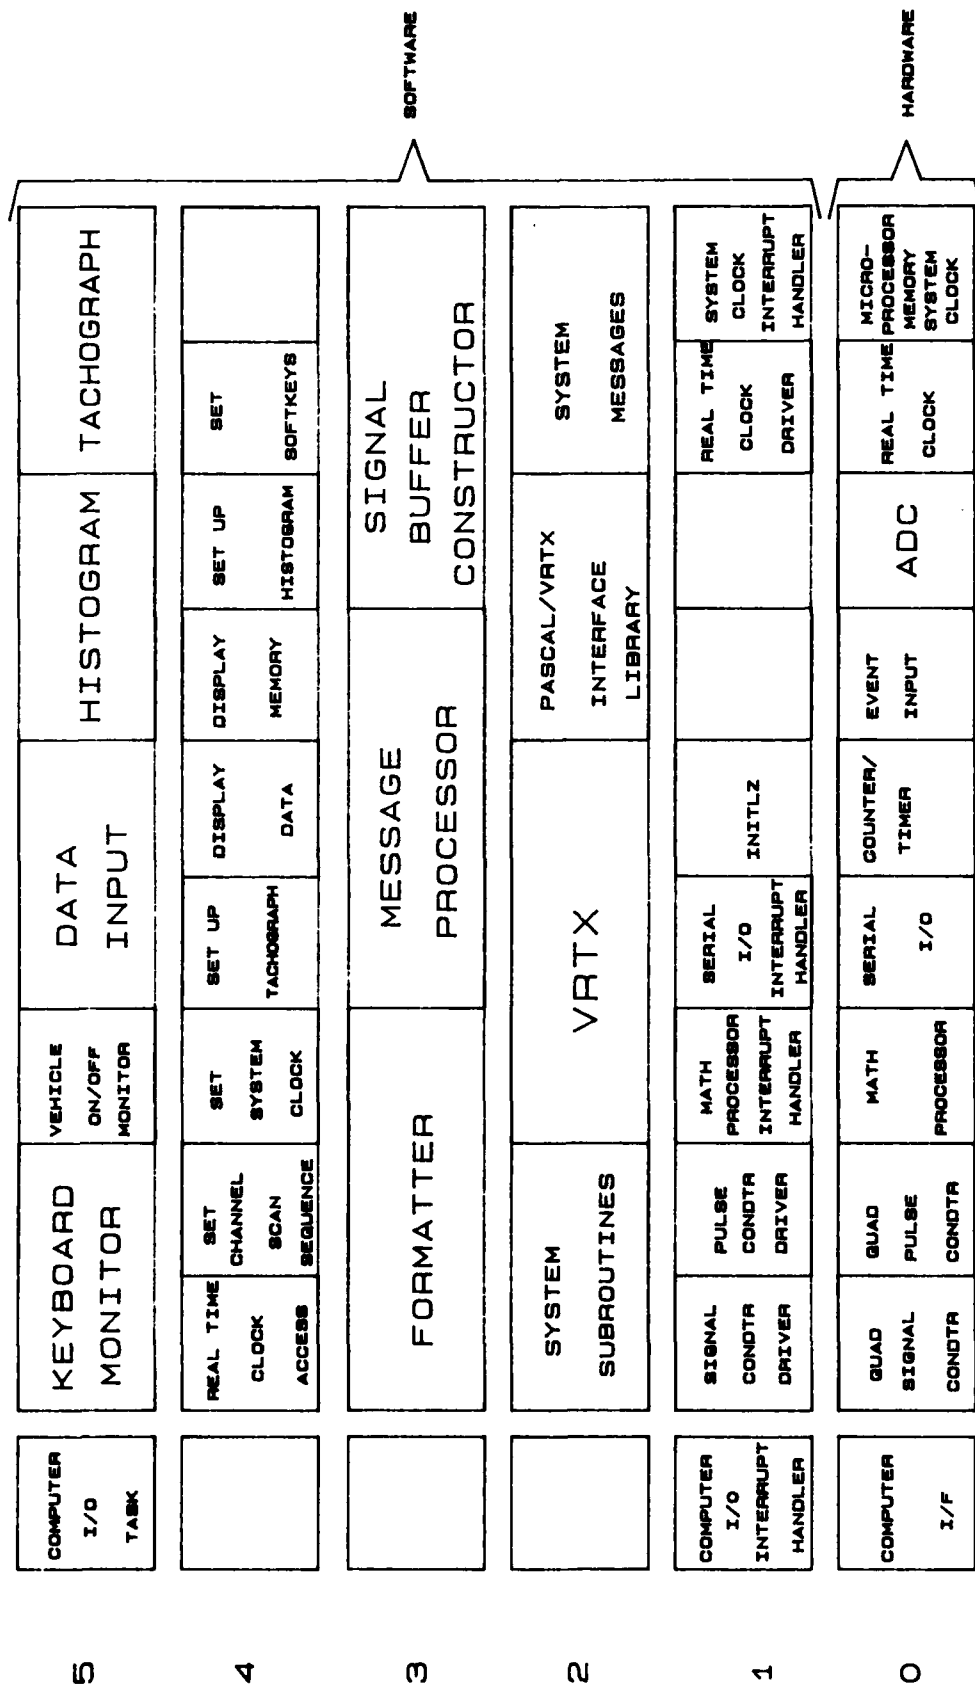 5
COMPUTER
I/O
TASK
KEYBOARD
MONITOR
VEHICLE
ON/OFF
MONITOR
DATA
INPUT
HISTOGRAM
TACHOGRAPH
4
REAL TIME
CLOCK
ACCESS
SET
CHANNEL
SCAN
SEQUENCE
SET
SYSTEM
CLOCK
SET UP
TACHOGRAPH
DISPLAY
DATA
DISPLAY
MEMORY
SET UP
HISTOGRAM
SET
SOFTKEYS
3
FORMATTER
MESSAGE
PROCESSOR
SIGNAL
BUFFER
CONSTRUCTOR
SOFTWARE
2
SYSTEM
SUBROUTINES
VRTX
PASCAL/VRTX
INTERFACE
LIBRARY
SYSTEM
MESSAGES
1
COMPUTER
I/O
INTERRUPT
HANDLER
SIGNAL
CONDTR
DRIVER
PULSE
CONDTR
DRIVER
MATH
PROCESSOR
INTERRUPT
HANDLER
SERIAL
I/O
INTERRUPT
HANDLER
INITLZ
REAL TIME
CLOCK
DRIVER
SYSTEM
CLOCK
INTERRUPT
HANDLER
0
COMPUTER
I/F
QUAD
SIGNAL
CONDTR
QUAD
PULSE
CONDTR
MATH
PROCESSOR
SERIAL
I/O
COUNTER/
TIMER
EVENT
INPUT
ADC
REAL TIME
CLOCK
MICRO-
PROCESSOR
MEMORY
SYSTEM
CLOCK
HARDWARE